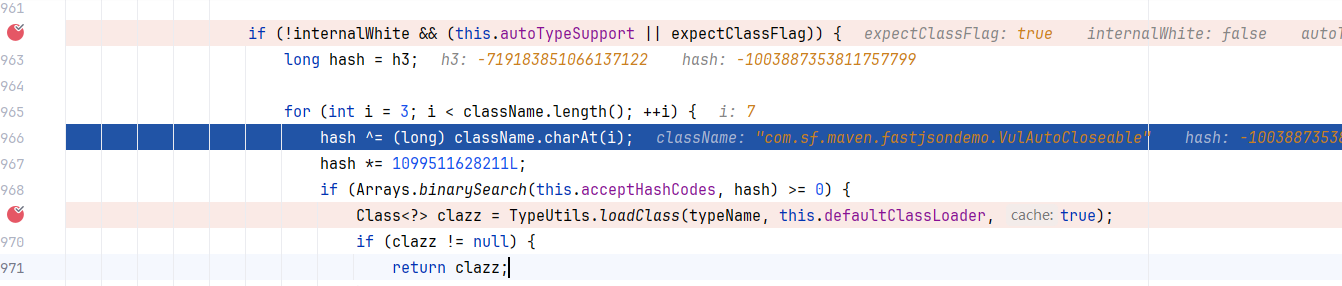 961
if (!internalWhite && (this.autoTypeSupport || expectClassFlag)) { expectClassFlag: true internalWhite: false autoT
963 long hash = h3; h3: -719183851066137122 hash: -1003887353811757799
964
965 for (int i = 3; i < className.length(); ++i) { i: 7
966 hash ^= (long) className.charAt(i); className: "com.sf.maven.fastjsondemo.VulAutoCloseable" hash: -10038873538
967 hash *= 1099511628211L;
968 if (Arrays.binarySearch(this.acceptHashCodes, hash) >= 0) {
Class<?> clazz = TypeUtils.loadClass(typeName, this.defaultClassLoader, cache: true);
970 if (clazz != null) {
971 return clazz;